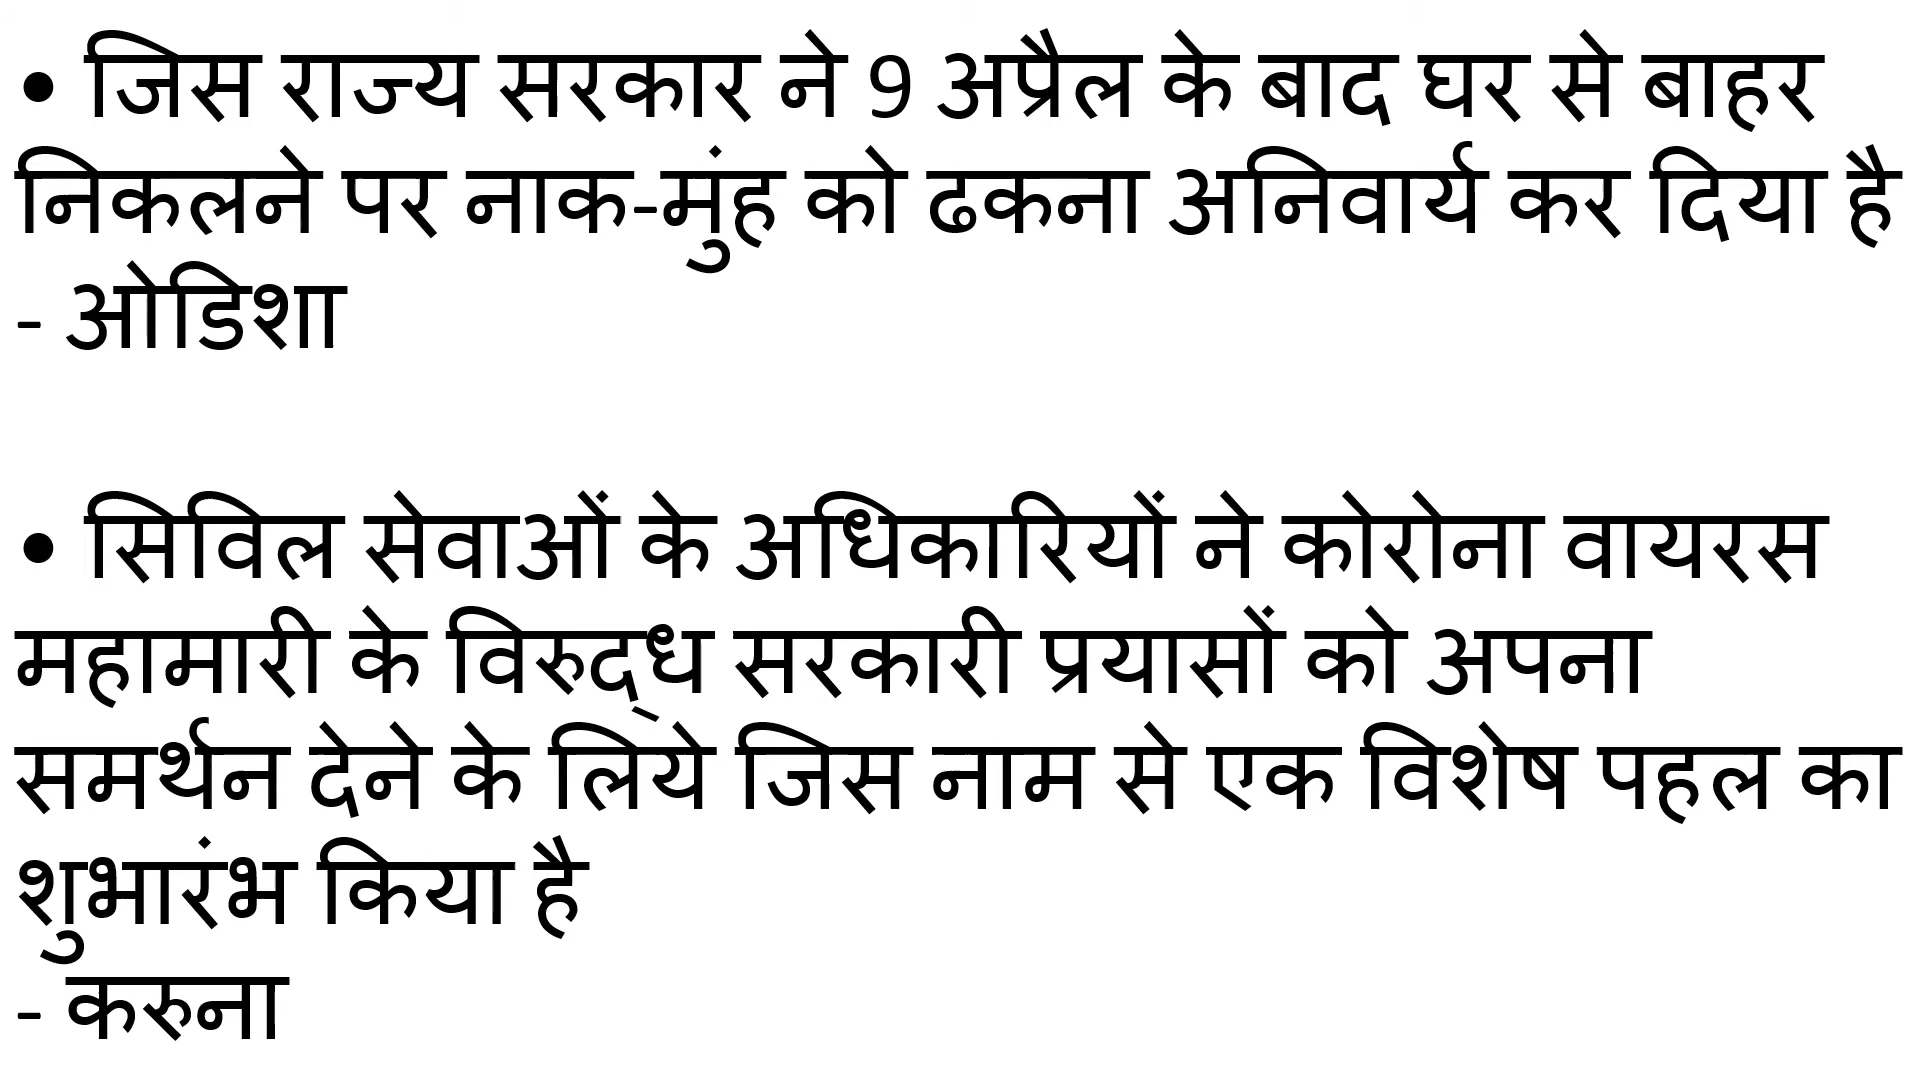 • जिस राज्य सरकार ने 9 अप्रैल के बाद घर से बाहर
निकलने पर नाक-मुंह को ढकना अनिवार्य कर दिया है
- ओडिशा
• सिविल सेवाओं के अधिकारियों ने कोरोना वायरस
महामारी के विरुद्ध सरकारी प्रयासों को अपना
समर्थन देने के लिये जिस नाम से एक विशेष पहल का
शुभारंभ किया है
- करुना